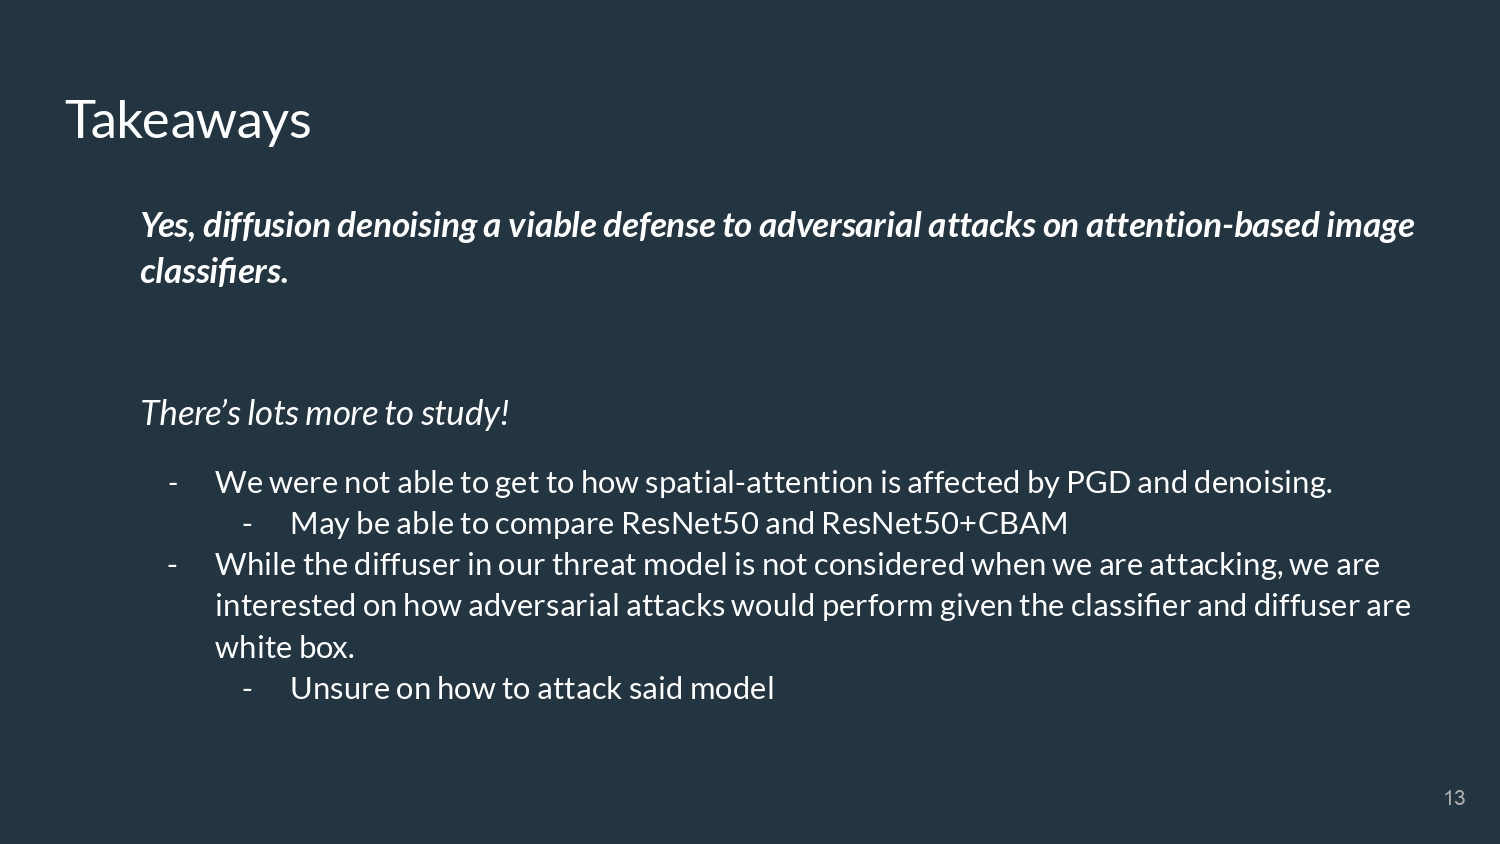 Takeaways
Yes, diffusion denoising a viable defense to adversarial attacks on attention-based image
classifiers.
There’s lots more to study!
- We were not able to get to how spatial-attention is affected by PGD and denoising.
- May be able to compare ResNet50 and ResNet50+CBAM
- While the diffuser in our threat model is not considered when we are attacking, we are
interested on how adversarial attacks would perform given the classifier and diffuser are
white box.
- Unsure on how to attack said model
13